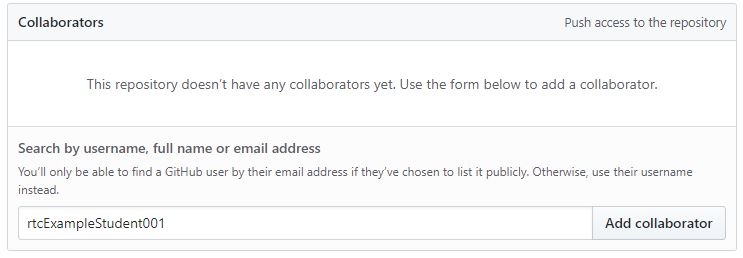 Collaborators
Push access to the repository
This repository doesn’t have any collaborators yet. Use the form below to add a collaborator.
Search by username, full name or email address
You’ll only be able to find a GitHub user by their email address if they’ve chosen to list it publicly. Otherwise, use their username
instead.
rtcExampleStudent001
Add collaborator